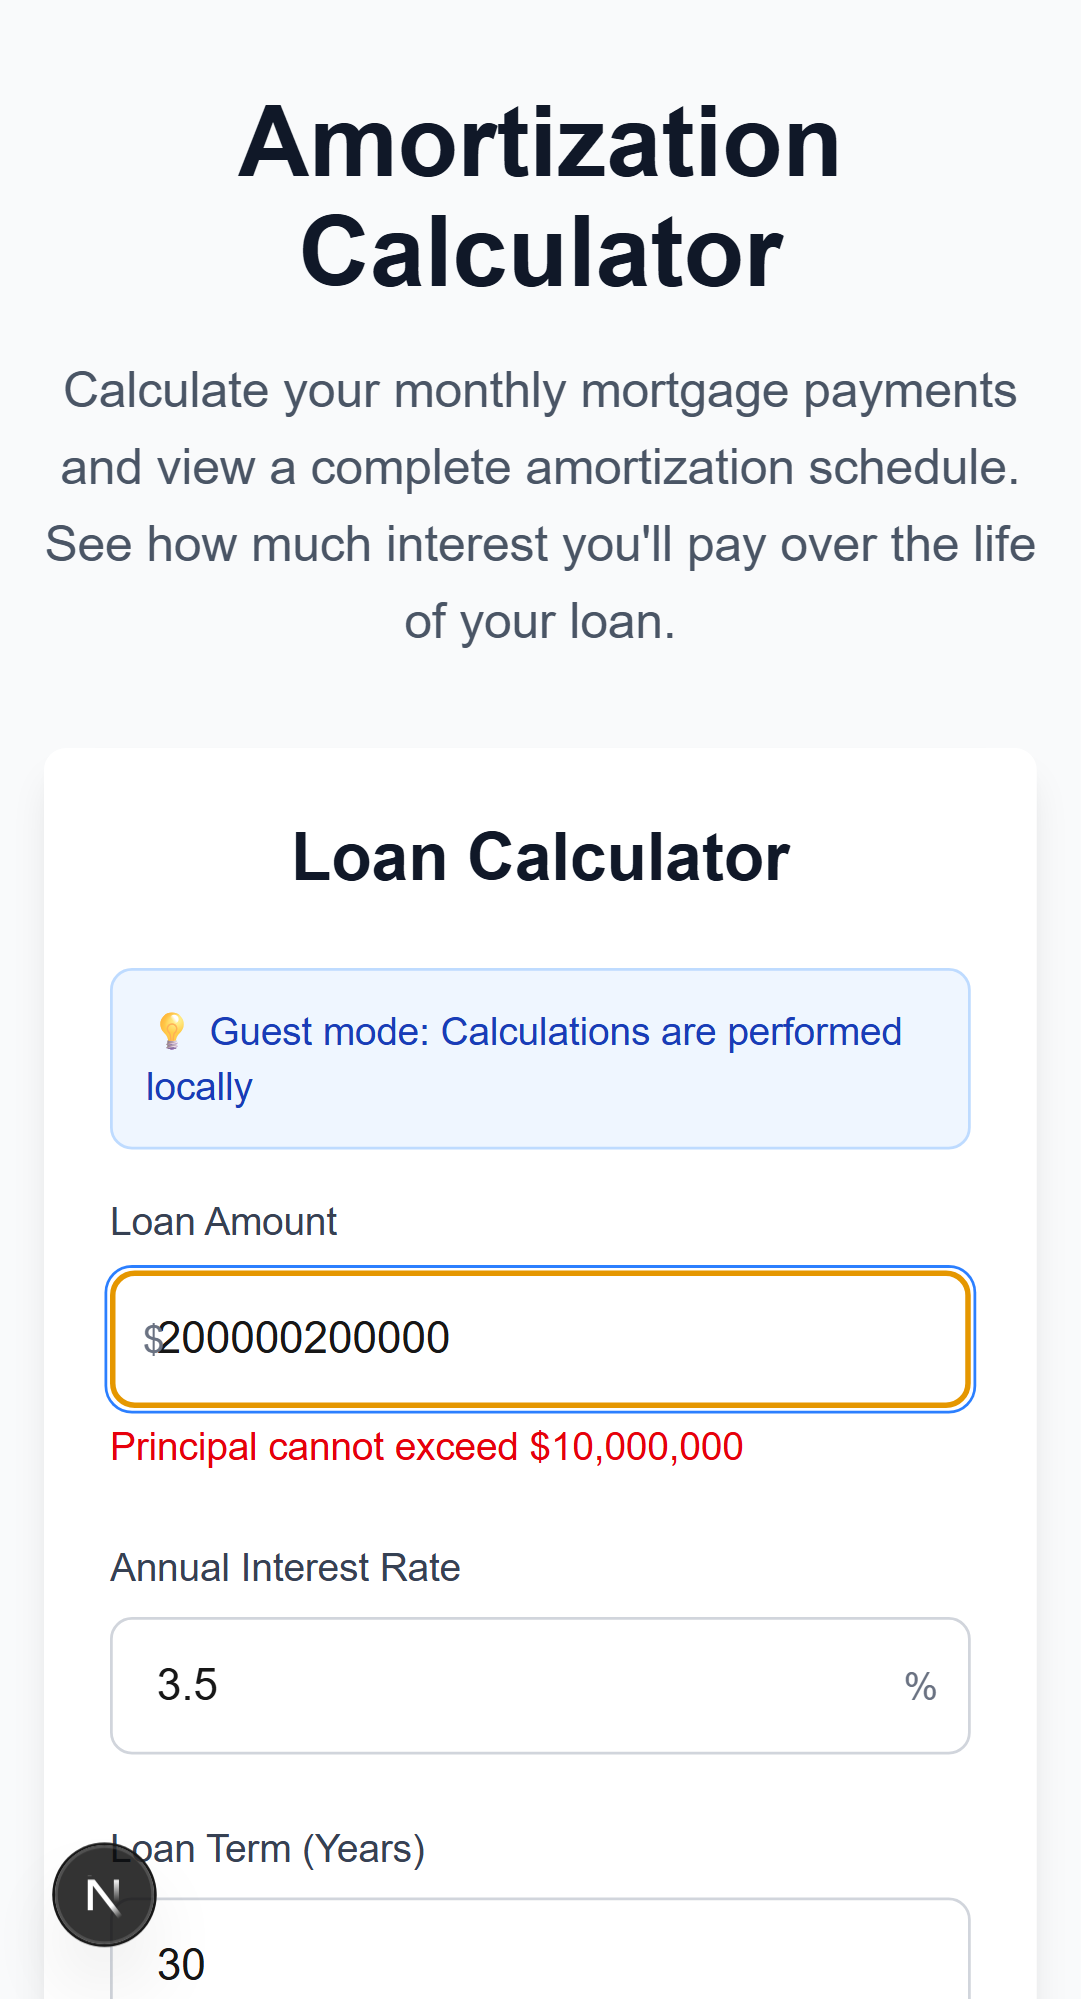 Amortization
Calculator
Calculate your monthly mortgage payments
and view a complete amortization schedule.
See how much interest you'll pay over the life
of your loan.
Loan Calculator
💡 Guest mode: Calculations are performed
locally
Loan Amount
$200000200000
Principal cannot exceed $10,000,000
Annual Interest Rate
3.5 %
Loan Term (Years)
N
30